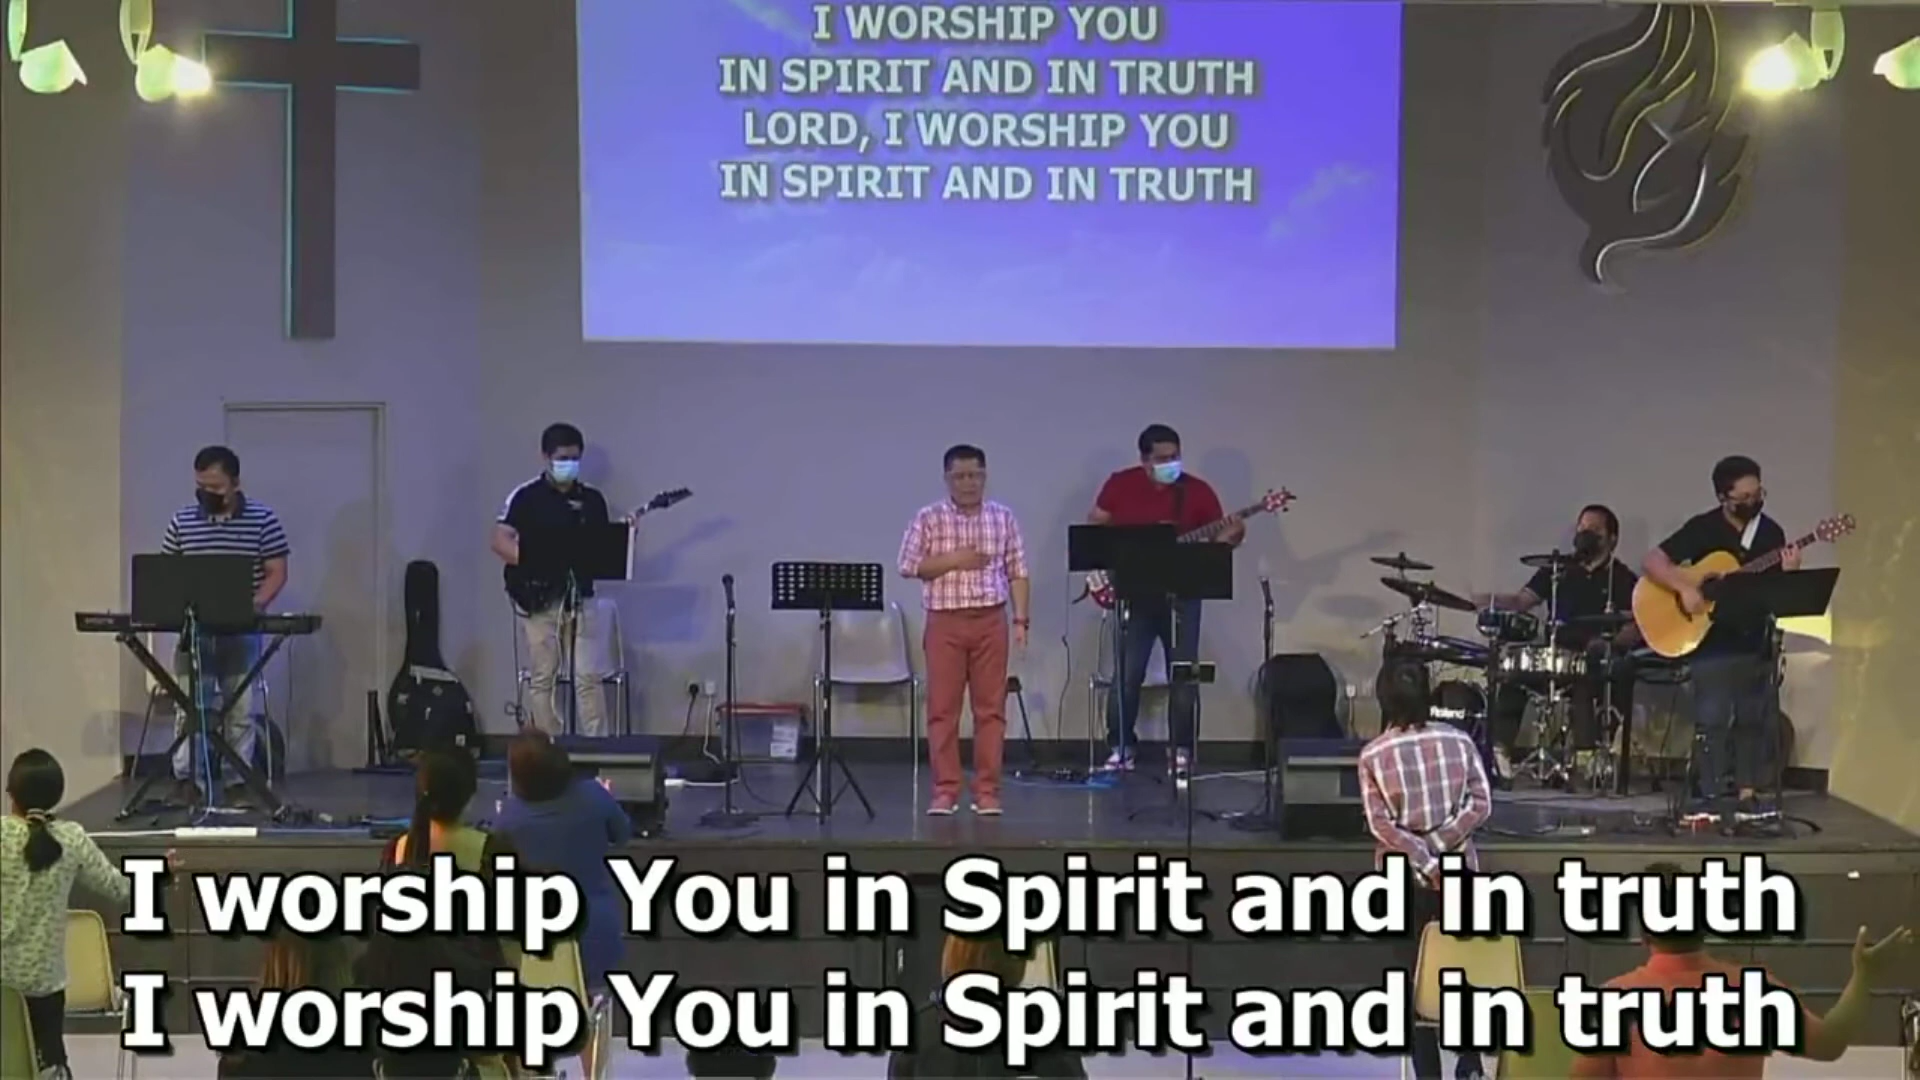 I WORSHIP YOU
IN SPIRIT AND IN TRUTH
LORD, I WORSHIP YOU
IN SPIRIT AND IN TRUTH
Roland
I worship You in Spirit and in truth
I worship You in Spirit and in truth